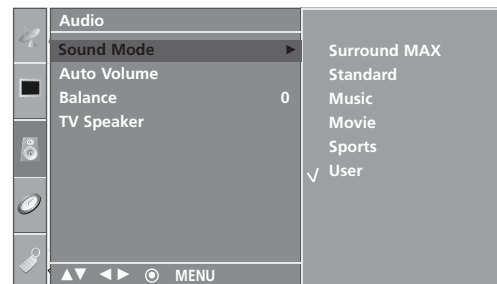 Audio
Sound Mode ►
Auto Volume
Balance 0
TV Speaker
▲▼ ◄► ⦿ MENU
Surround MAX
Standard
Music
Movie
Sports
√ User